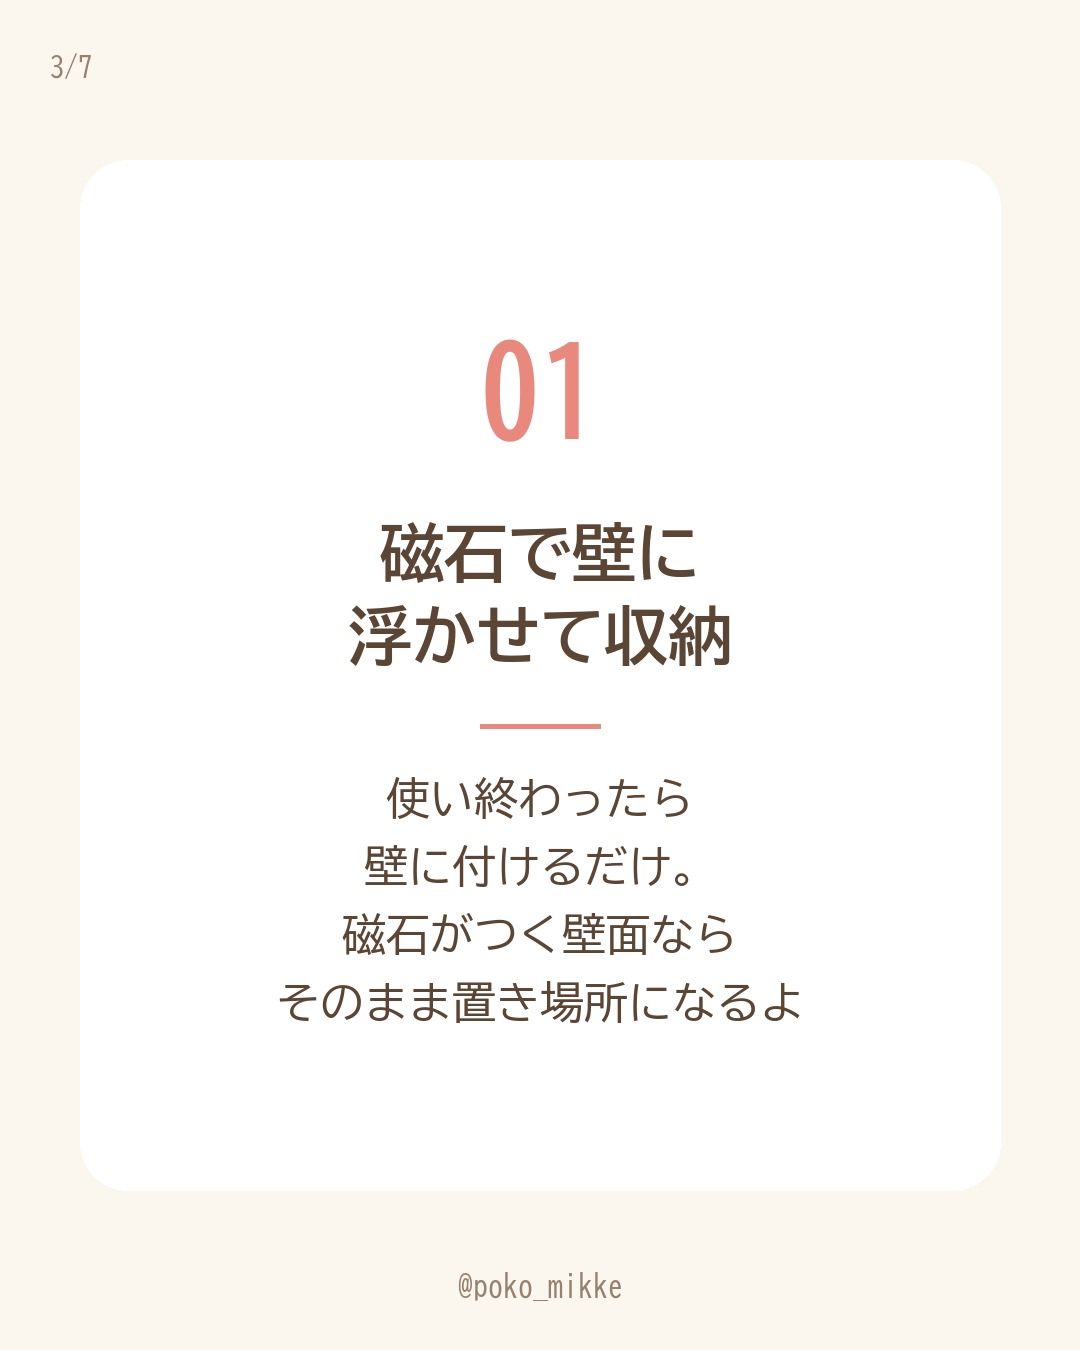 3/7
01
磁石で壁に
浮かせて収納
使い終わったら
壁に付けるだけ。
磁石がつく壁面なら
そのまま置き場所になるよ
@poko_mikke